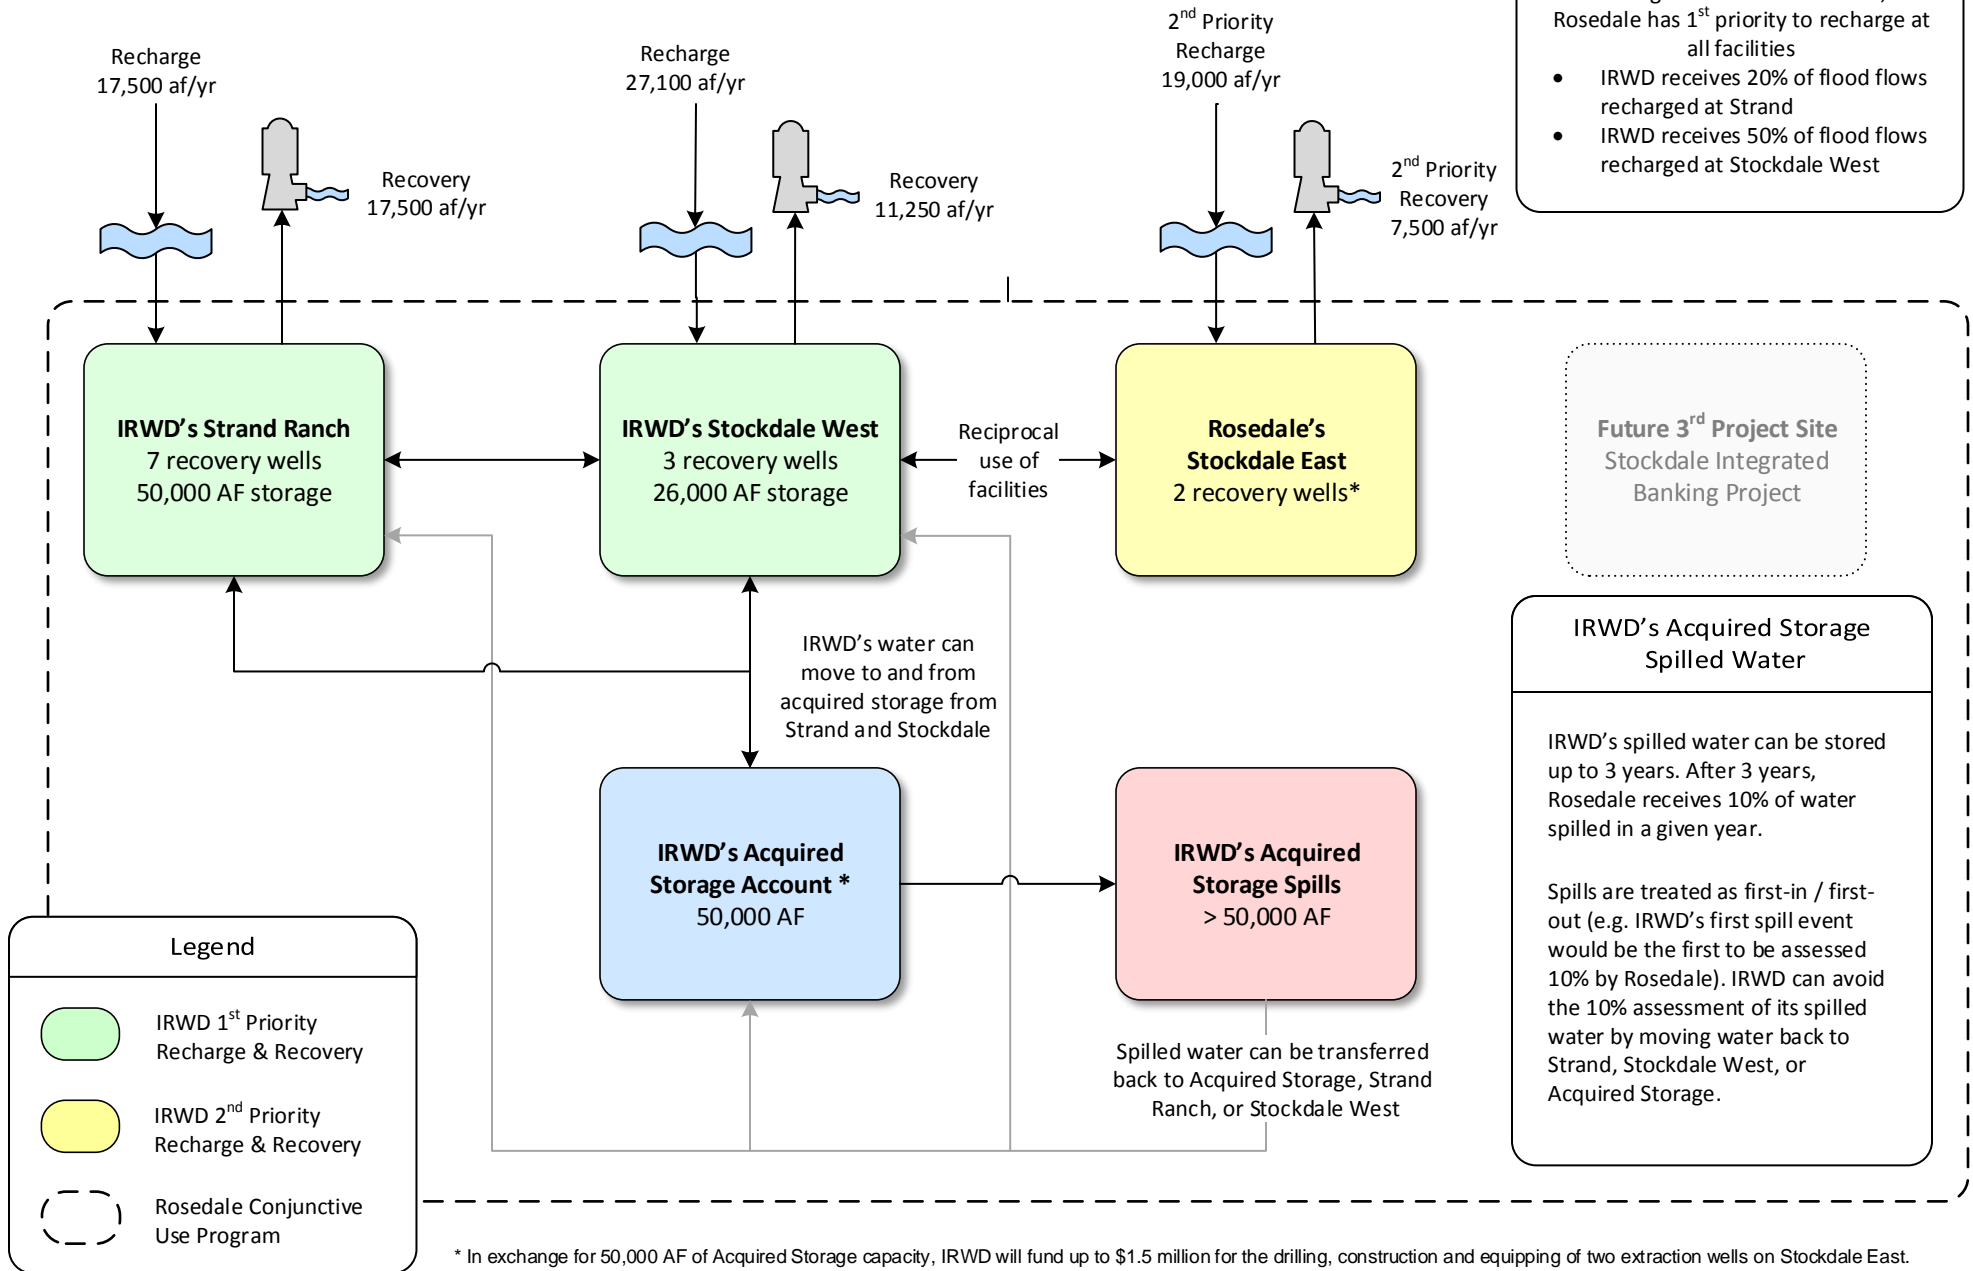 Rosedale has 1st priority to recharge at
all facilities
• IRWD receives 20% of flood flows
recharged at Strand
• IRWD receives 50% of flood flows
recharged at Stockdale West
Recharge
17,500 af/yr
Recovery
17,500 af/yr
Recharge
27,100 af/yr
Recovery
11,250 af/yr
2nd Priority
Recharge
19,000 af/yr
2nd Priority
Recovery
7,500 af/yr
IRWD’s Strand Ranch
7 recovery wells
50,000 AF storage
IRWD’s Stockdale West
3 recovery wells
26,000 AF storage
Reciprocal
use of
facilities
Rosedale’s
Stockdale East
2 recovery wells*
Future 3rd Project Site
Stockdale Integrated
Banking Project
IRWD’s water can
move to and from
acquired storage from
Strand and Stockdale
IRWD’s Acquired
Storage Account *
50,000 AF
IRWD’s Acquired
Storage Spills
> 50,000 AF
Spilled water can be transferred
back to Acquired Storage, Strand
Ranch, or Stockdale West
IRWD’s Acquired Storage
Spilled Water
IRWD’s spilled water can be stored
up to 3 years. After 3 years,
Rosedale receives 10% of water
spilled in a given year.
Spills are treated as first-in / first-
out (e.g. IRWD’s first spill event
would be the first to be assessed
10% by Rosedale). IRWD can avoid
the 10% assessment of its spilled
water by moving water back to
Strand, Stockdale West, or
Acquired Storage.
Legend
IRWD 1st Priority
Recharge & Recovery
IRWD 2nd Priority
Recharge & Recovery
Rosedale Conjunctive
Use Program
* In exchange for 50,000 AF of Acquired Storage capacity, IRWD will fund up to $1.5 million for the drilling, construction and equipping of two extraction wells on Stockdale East.